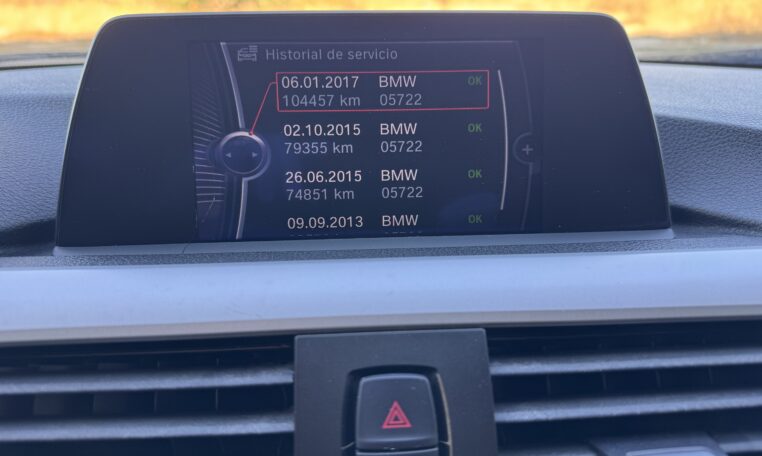 Historial de servicio
06.01.2017 BMW OK
104457 km 05722
02.10.2015 BMW OK
79355 km 05722
26.06.2015 BMW OK
74851 km 05722
09.09.2013 BMW OK